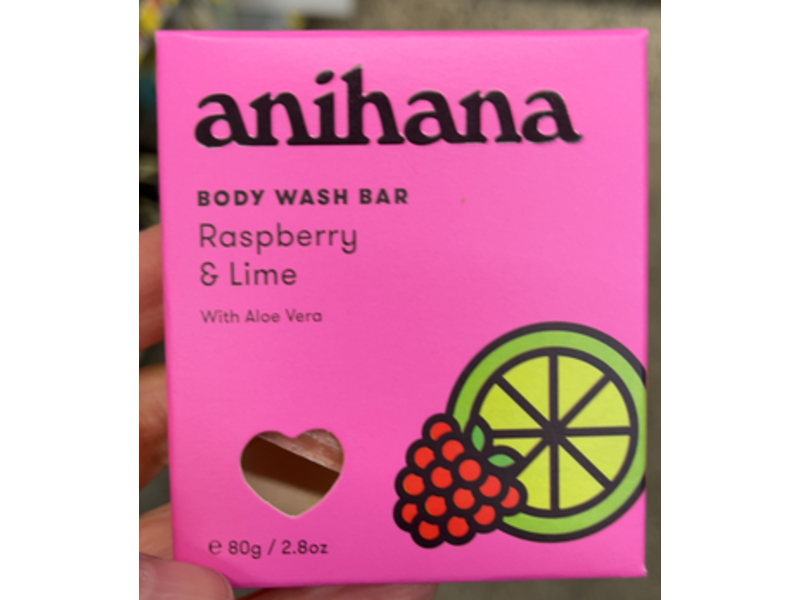 anihana
BODY WASH BAR
Raspberry
& Lime
With Aloe Vera
℮ 80g / 2.8oz